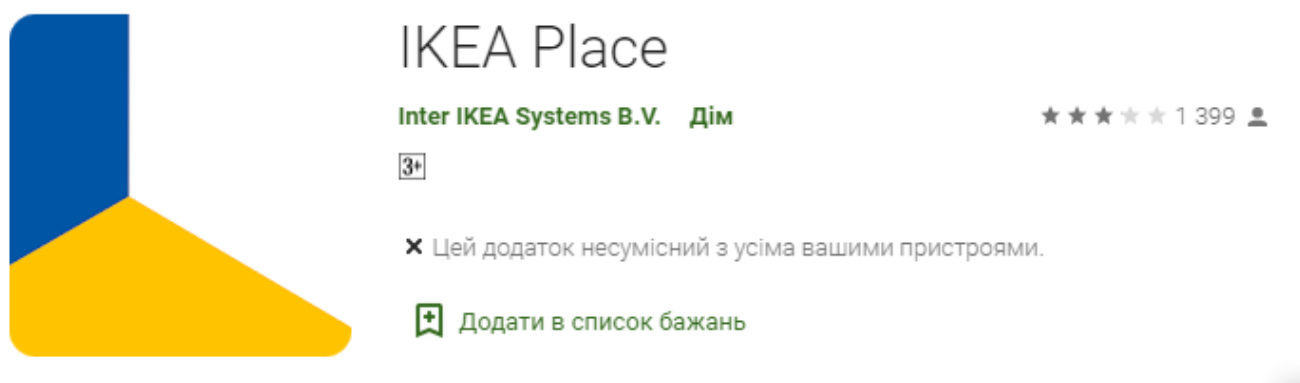 IKEA Place
Inter IKEA Systems B.V. Дім 1 399
3+
Цей додаток несумісний з усіма вашими пристроями.
Додати в список бажань